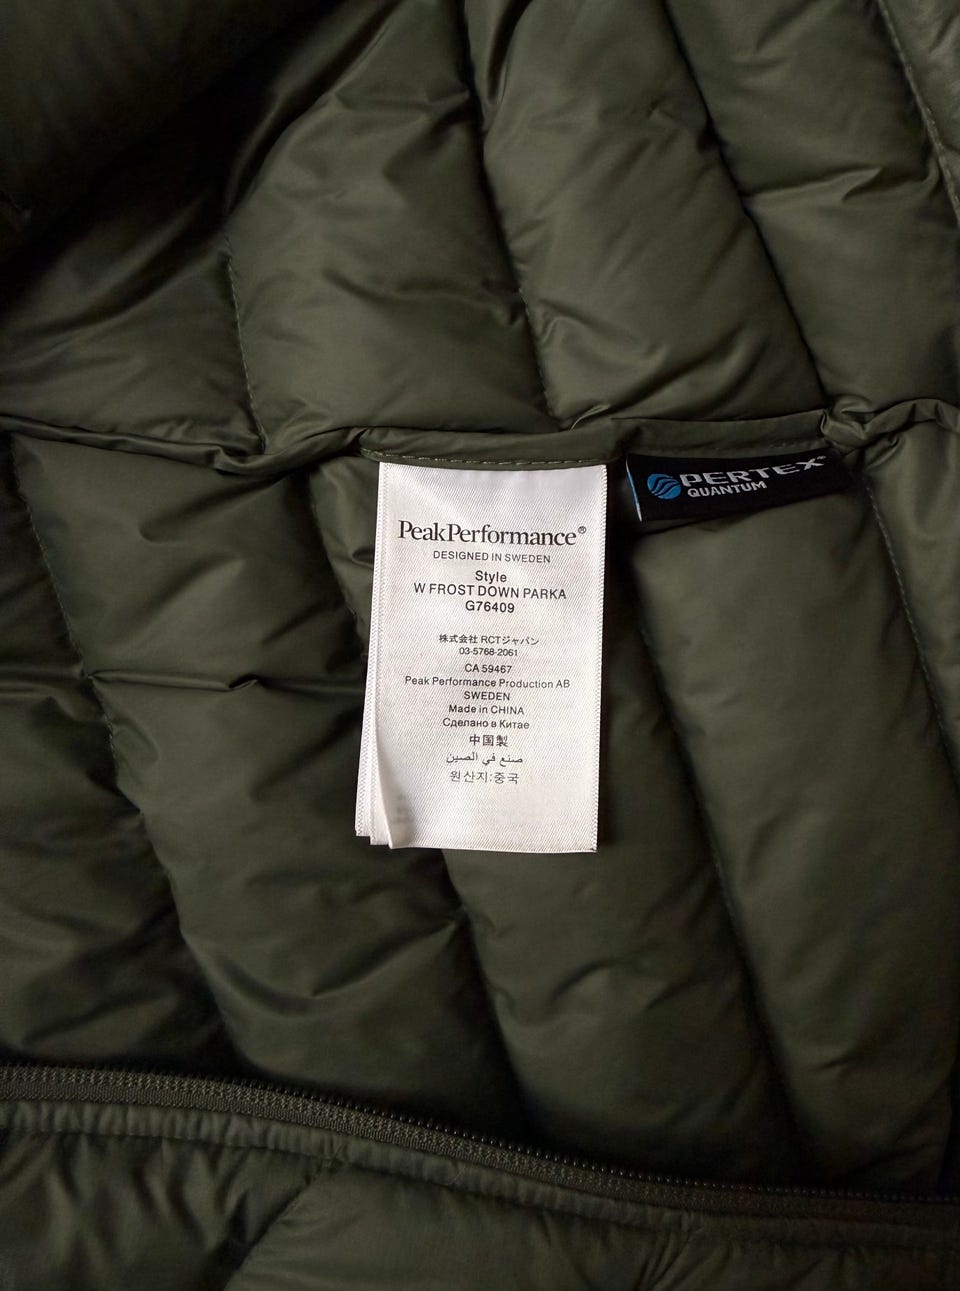 PeakPerformance®
DESIGNED IN SWEDEN
Style
W FROST DOWN PARKA
G76409
株式会社 RCTジャパン
03-5768-2061
CA 59467
Peak Performance Production AB
SWEDEN
Made in CHINA
Сделано в Китае
中国製
صنع في الصين
원산지:중국
PERTEX®
QUANTUM